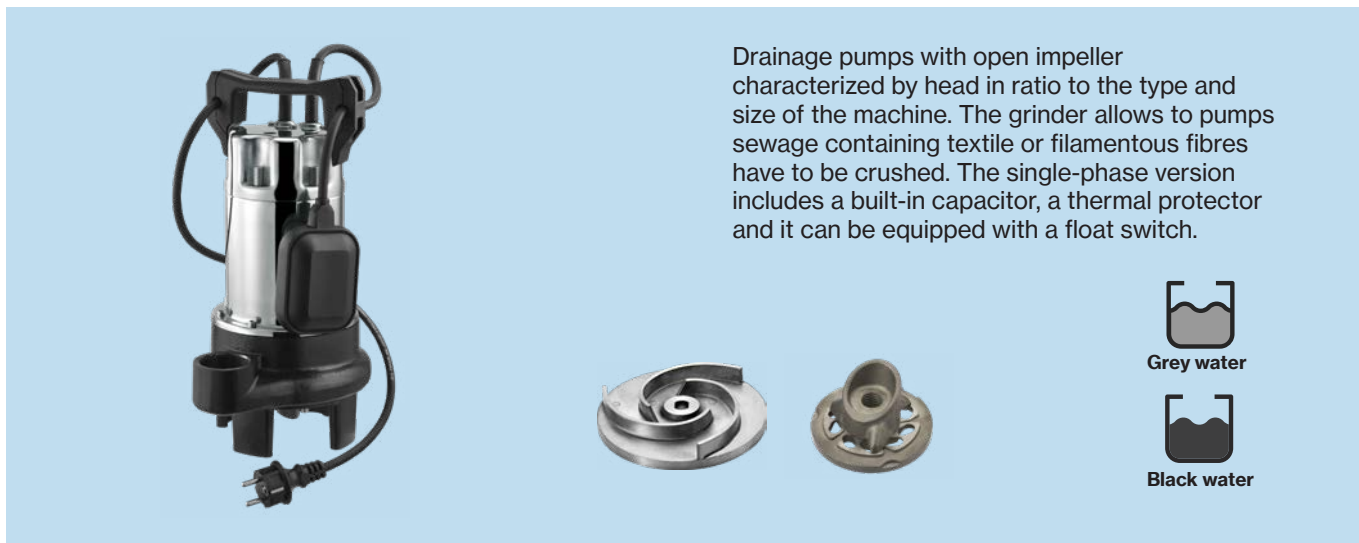 Drainage pumps with open impeller
characterized by head in ratio to the type and
size of the machine. The grinder allows to pumps
sewage containing textile or filamentous fibres
have to be crushed. The single-phase version
includes a built-in capacitor, a thermal protector
and it can be equipped with a float switch.
Grey water
Black water